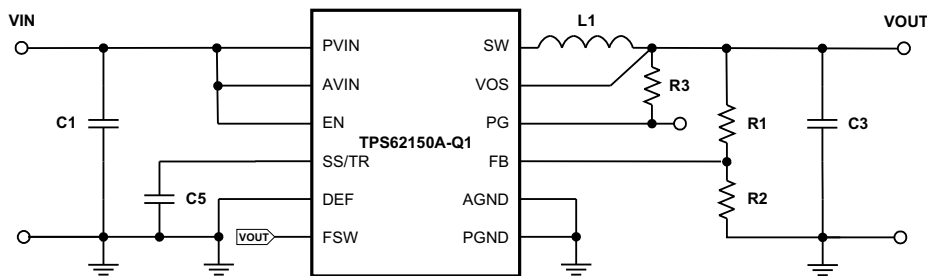 VIN
L1
VOUT
PVIN
SW
AVIN
VOS
R3
C1
EN
PG
R1
C3
TPS62150A-Q1
SS/TR
FB
C5
DEF
AGND
R2
VOUT
FSW
PGND